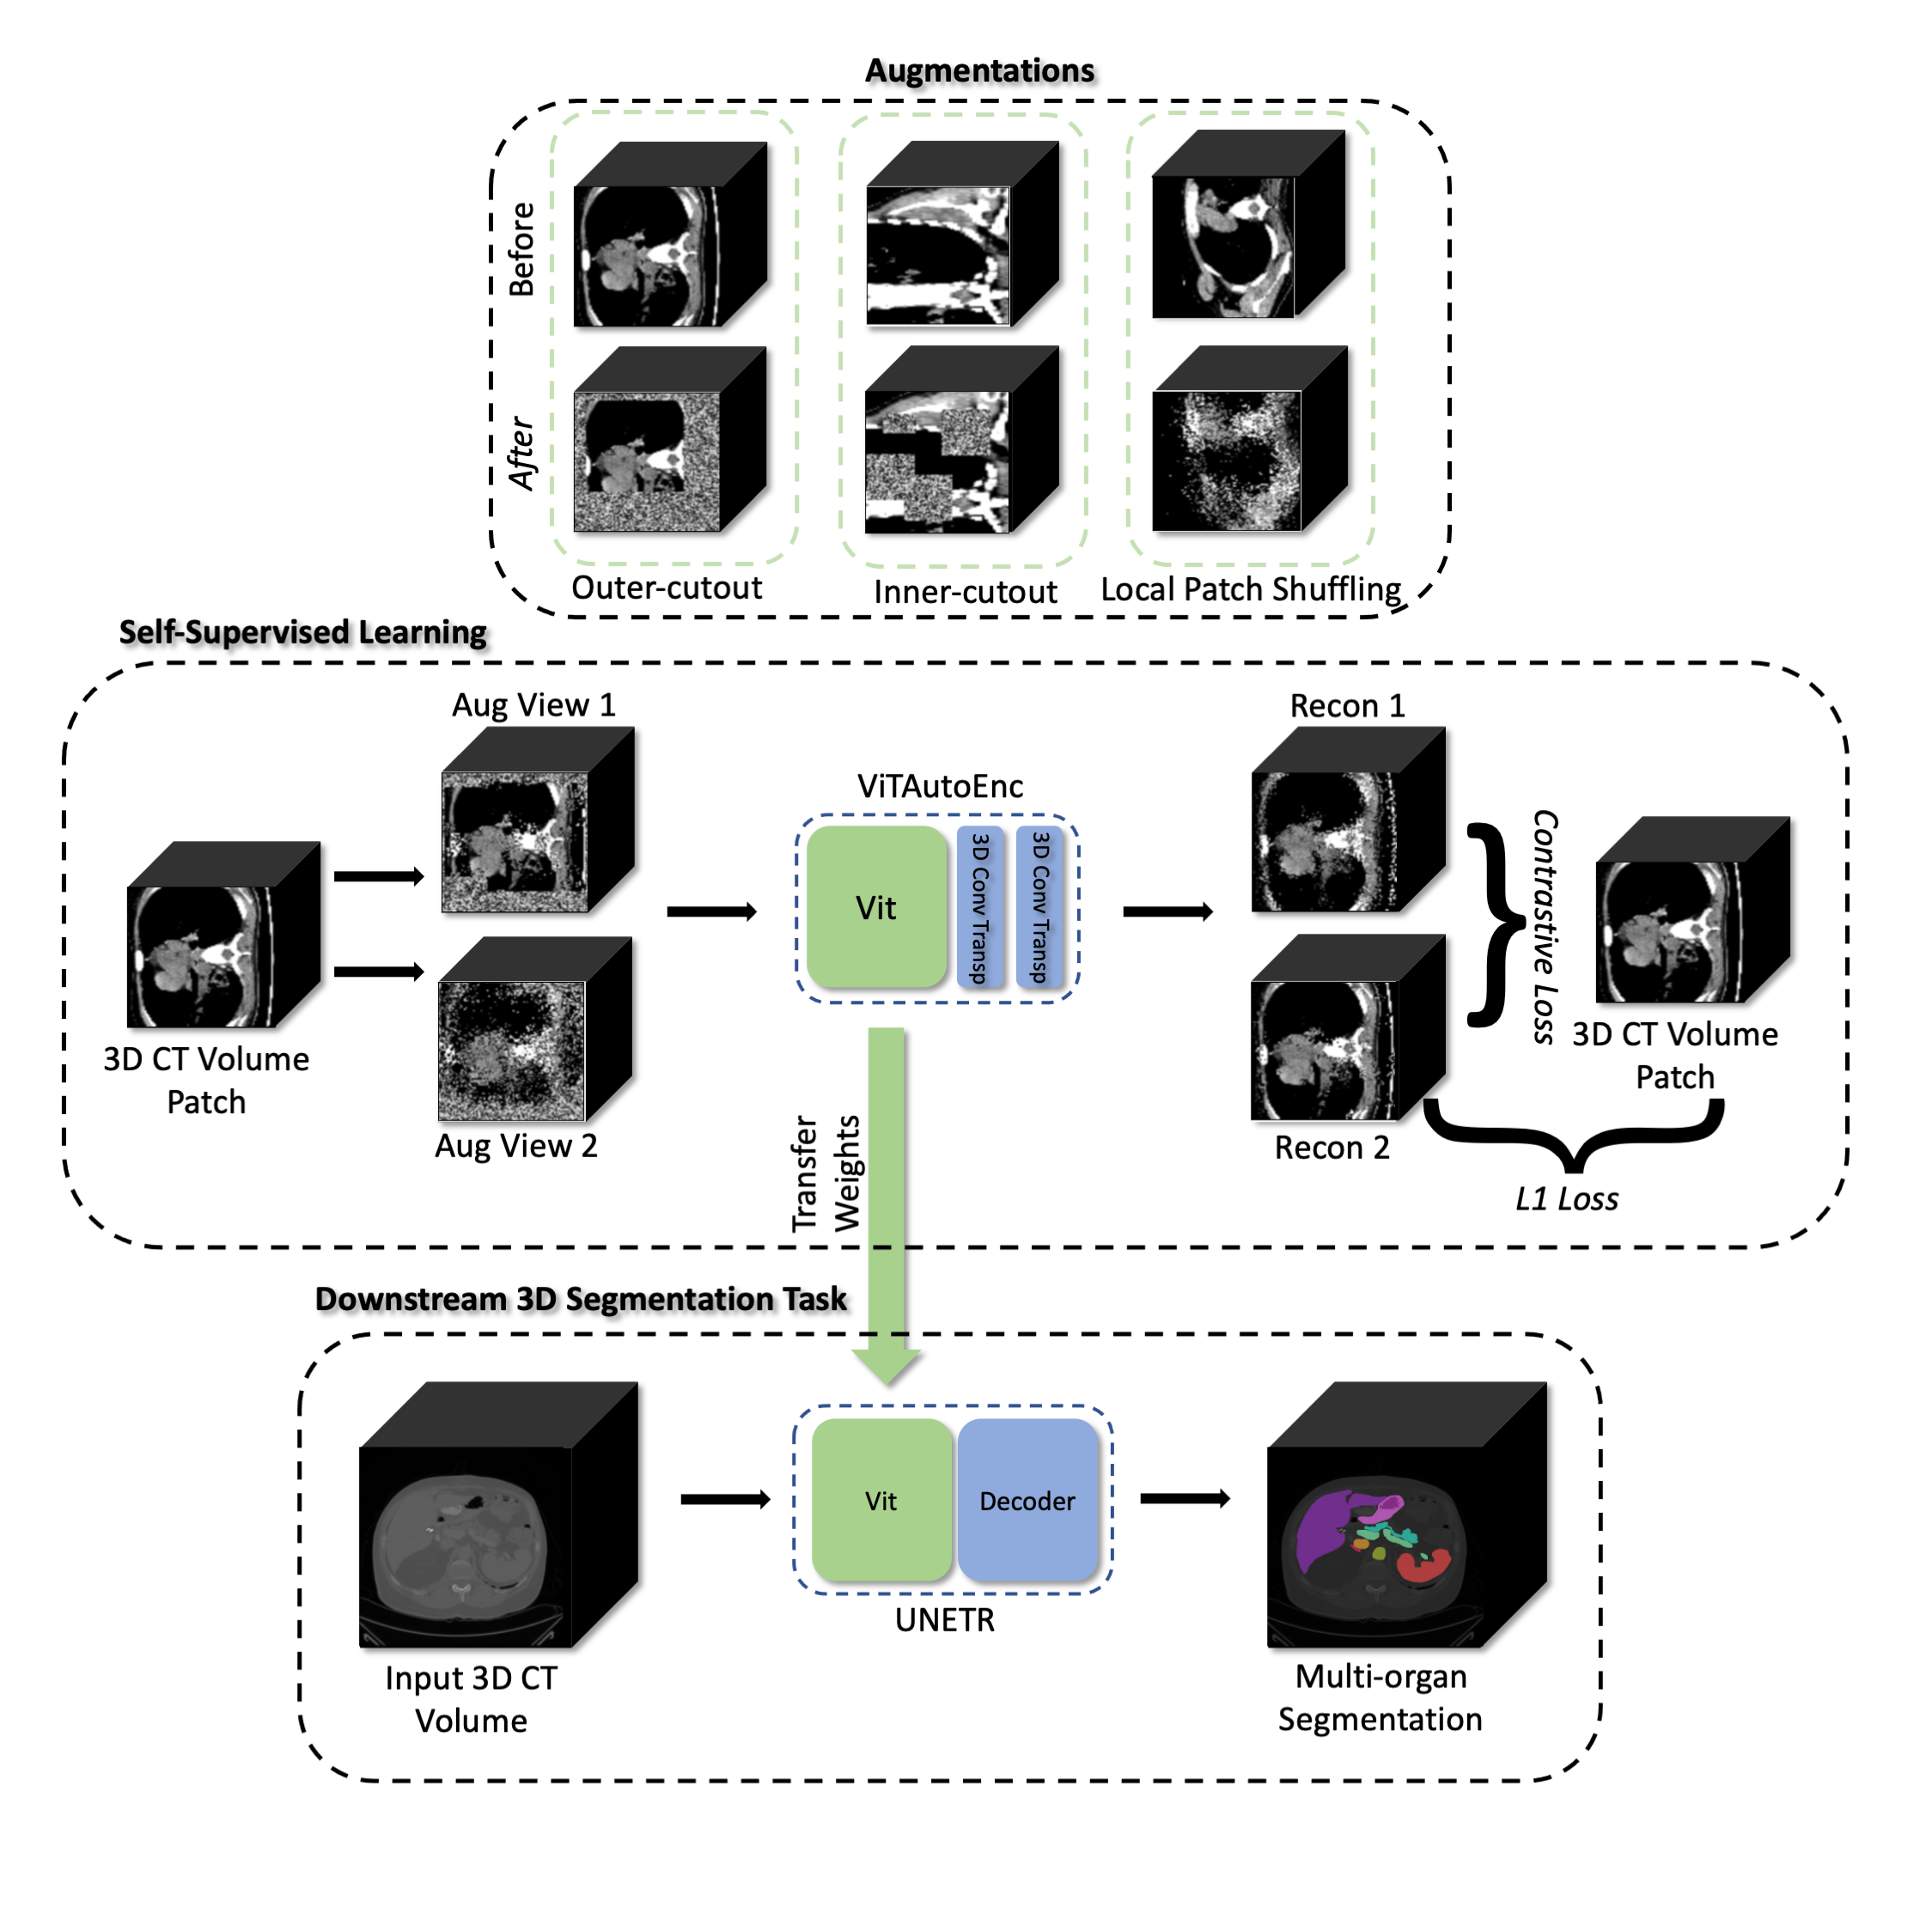 Augmentations
Before
After
Outer-cutout
Inner-cutout
Local Patch Shuffling
Self-Supervised Learning
Aug View 1
Recon 1
ViTAutoEnc
Vit
3D Conv Transp
3D Conv Transp
Contrastive Loss
3D CT Volume
Patch
3D CT Volume
Patch
Aug View 2
Recon 2
L1 Loss
Transfer
Weights
Downstream 3D Segmentation Task
Vit
Decoder
UNETR
Input 3D CT
Volume
Multi-organ
Segmentation